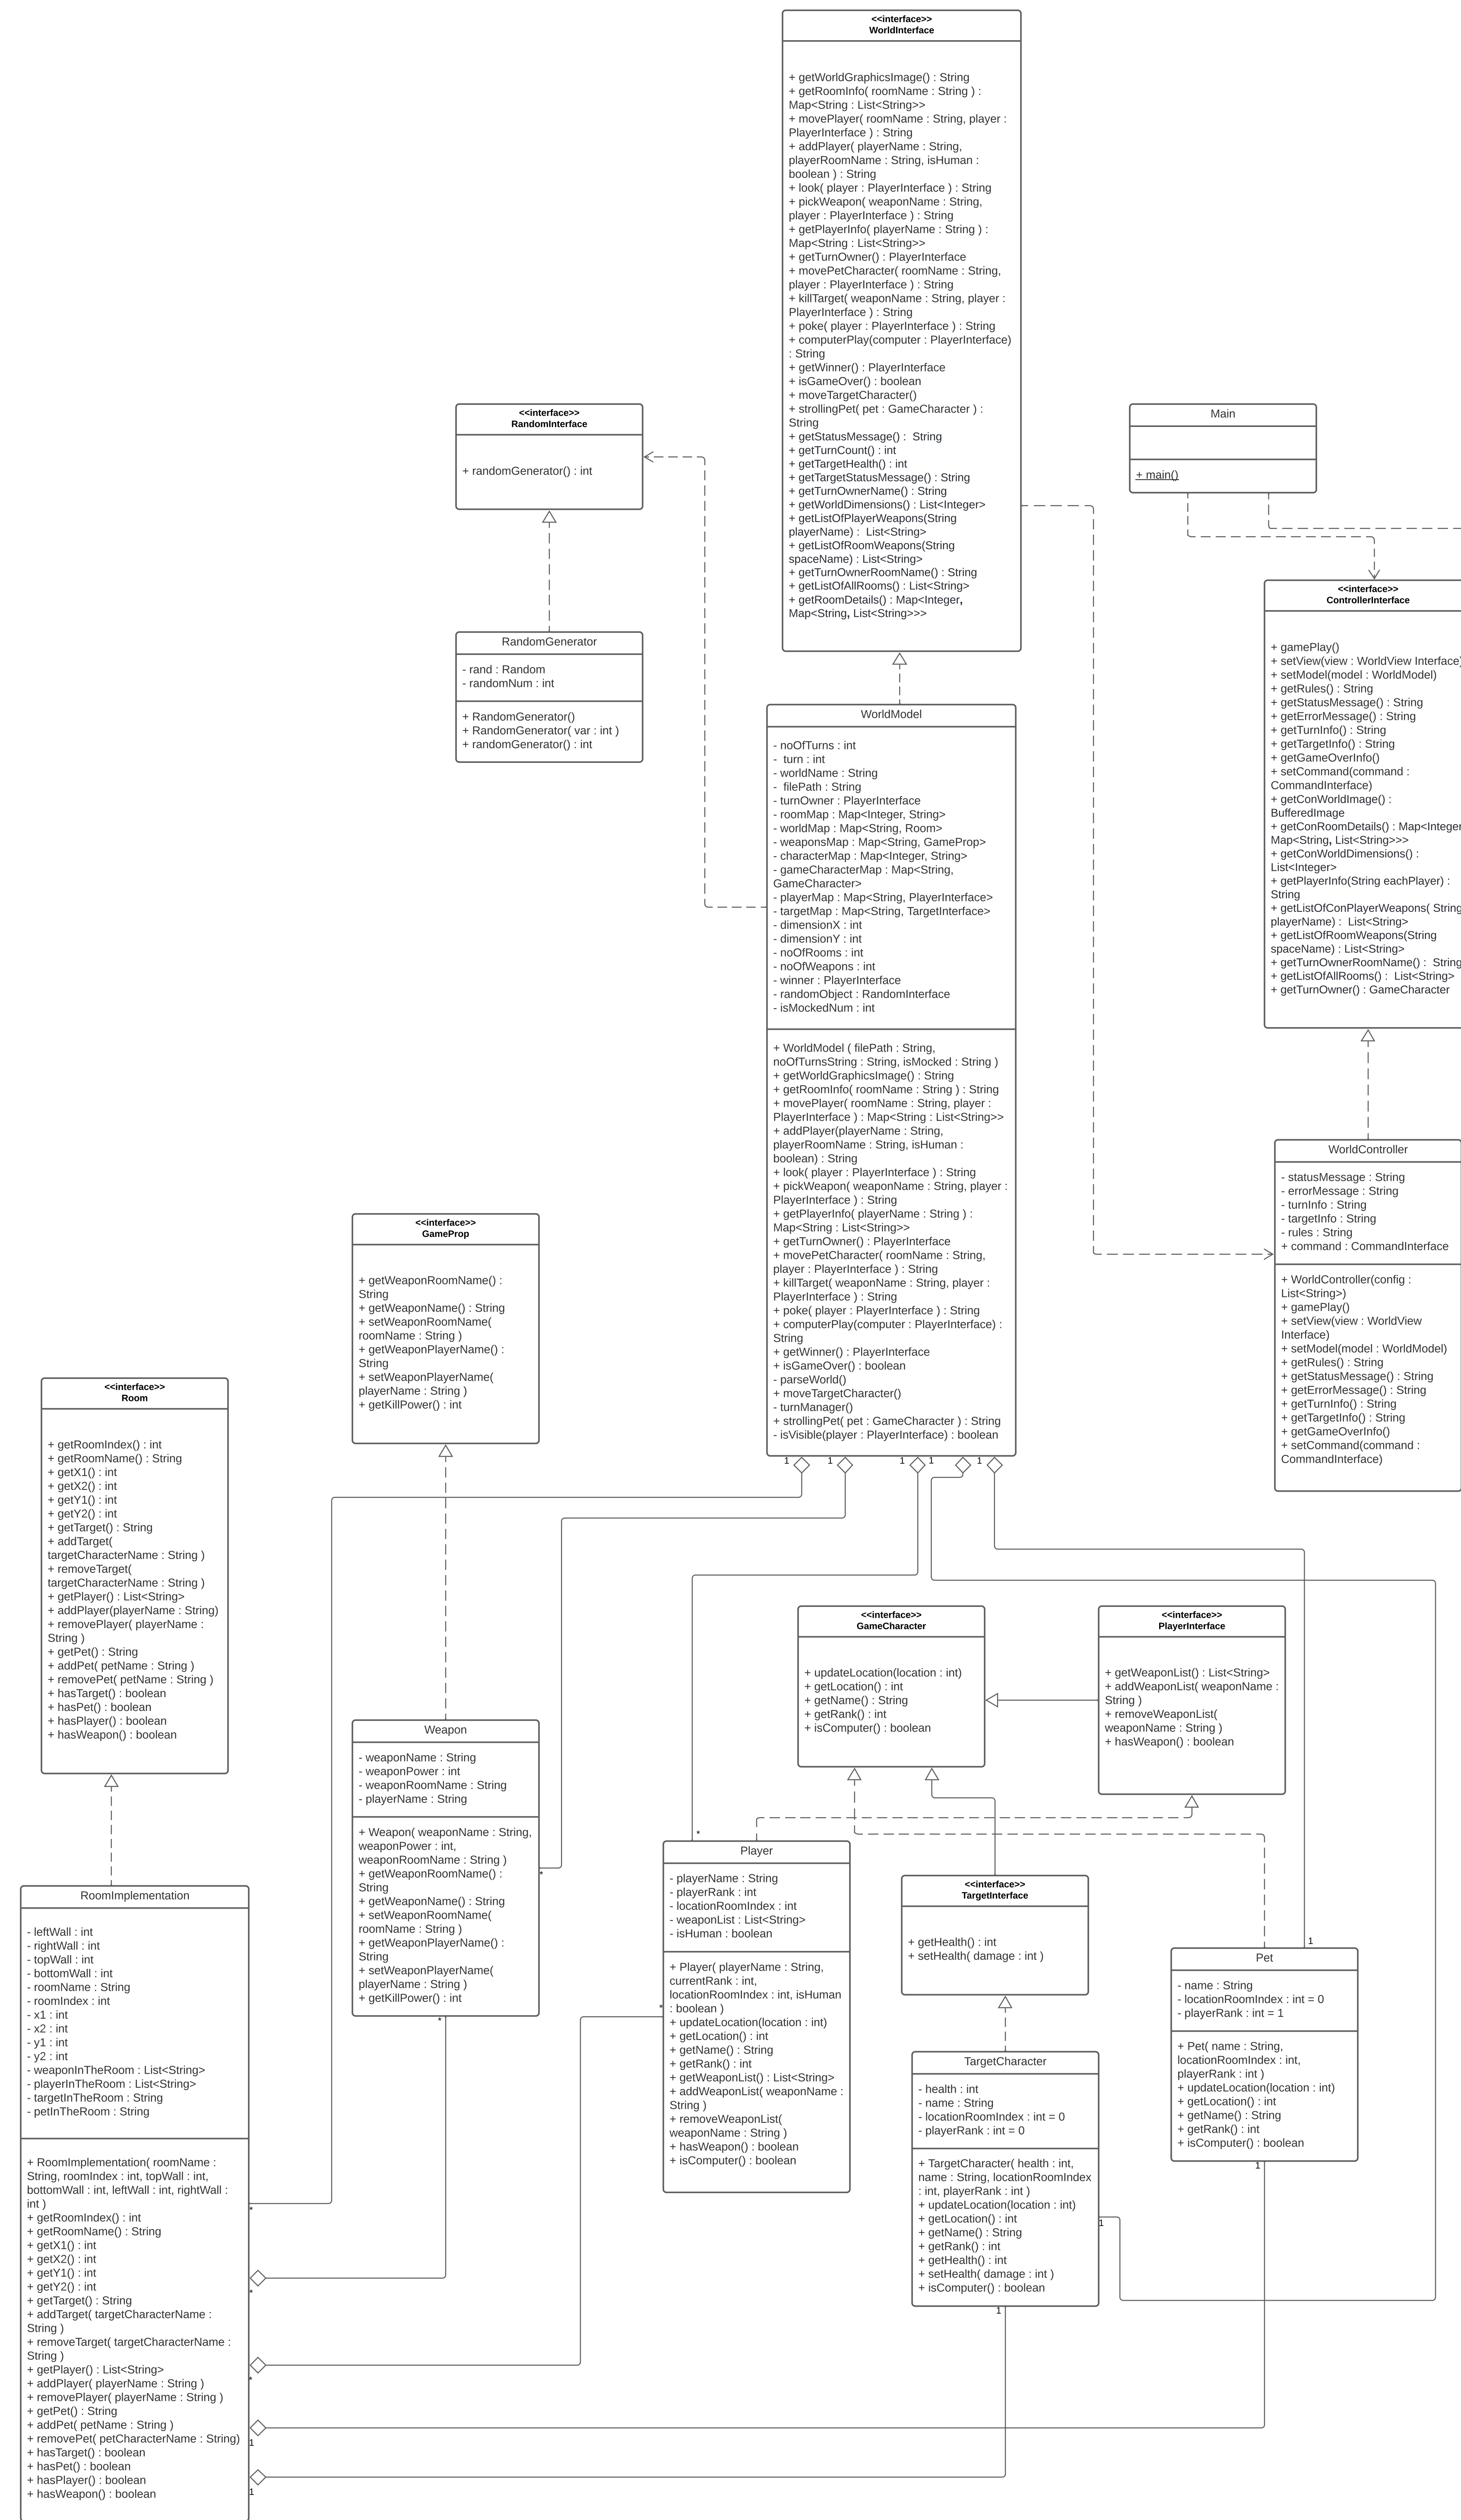 <<interface>>
WorldInterface
+ getWorldGraphicsImage() : String
+ getRoomInfo( roomName : String ) :
Map<String : List<String>>
+ movePlayer( roomName : String, player :
PlayerInterface ) : String
+ addPlayer( playerName : String,
playerRoomName : String, isHuman :
boolean ) : String
+ look( player : PlayerInterface ) : String
+ pickWeapon( weaponName : String,
player : PlayerInterface ) : String
+ getPlayerInfo( playerName : String ) :
Map<String : List<String>>
+ getTurnOwner() : PlayerInterface
+ movePetCharacter( roomName : String,
player : PlayerInterface ) : String
+ killTarget( weaponName : String, player :
PlayerInterface ) : String
+ poke( player : PlayerInterface ) : String
+ computerPlay(computer : PlayerInterface)
: String
+ getWinner() : PlayerInterface
+ isGameOver() : boolean
+ moveTargetCharacter()
+ strollingPet( pet : GameCharacter ) :
String
+ getStatusMessage() :  String
+ getTurnCount() : int
+ getTargetHealth() : int
+ getTargetStatusMessage() : String
+ getTurnOwnerName() : String
+ getWorldDimensions() : List<Integer>
+ getListOfPlayerWeapons(String
playerName) :  List<String>
+ getListOfRoomWeapons(String
spaceName) : List<String>
+ getTurnOwnerRoomName() : String
+ getListOfAllRooms() : List<String>
+ getRoomDetails() : Map<Integer,
Map<String, List<String>>>
<<interface>>
RandomInterface
+ randomGenerator() : int
Main
+ main()
RandomGenerator
- rand : Random
- randomNum : int
+ RandomGenerator()
+ RandomGenerator( var : int )
+ randomGenerator() : int
<<interface>>
ControllerInterface
+ gamePlay()
+ setView(view : WorldView Interface)
+ setModel(model : WorldModel)
+ getRules() : String
+ getStatusMessage() : String
+ getErrorMessage() : String
+ getTurnInfo() : String
+ getTargetInfo() : String
+ getGameOverInfo()
+ setCommand(command :
CommandInterface)
+ getConWorldImage() :
BufferedImage
+ getConRoomDetails() : Map<Integer
Map<String, List<String>>>
+ getConWorldDimensions() :
List<Integer>
+ getPlayerInfo(String eachPlayer) :
String
+ getListOfConPlayerWeapons( String
playerName) :  List<String>
+ getListOfRoomWeapons(String
spaceName) : List<String>
+ getTurnOwnerRoomName() :  String
+ getListOfAllRooms() :  List<String>
+ getTurnOwner() : GameCharacter
WorldModel
- noOfTurns : int
-  turn : int
- worldName : String
-  filePath : String
- turnOwner : PlayerInterface
- roomMap : Map<Integer, String>
- worldMap : Map<String, Room>
- weaponsMap : Map<String, GameProp>
- characterMap : Map<Integer, String>
- gameCharacterMap : Map<String,
GameCharacter>
- playerMap : Map<String, PlayerInterface>
- targetMap : Map<String, TargetInterface>
- dimensionX : int
- dimensionY : int
- noOfRooms : int
- noOfWeapons : int
- winner : PlayerInterface
- randomObject : RandomInterface
- isMockedNum : int
+ WorldModel ( filePath : String,
noOfTurnsString : String, isMocked : String )
+ getWorldGraphicsImage() : String
+ getRoomInfo( roomName : String ) : String
+ movePlayer( roomName : String, player :
PlayerInterface ) : Map<String : List<String>>
+ addPlayer(playerName : String,
playerRoomName : String, isHuman :
boolean) : String
+ look( player : PlayerInterface ) : String
+ pickWeapon( weaponName : String, player :
PlayerInterface ) : String
+ getPlayerInfo( playerName : String ) :
Map<String : List<String>>
+ getTurnOwner() : PlayerInterface
+ movePetCharacter( roomName : String,
player : PlayerInterface ) : String
+ killTarget( weaponName : String, player :
PlayerInterface ) : String
+ poke( player : PlayerInterface ) : String
+ computerPlay(computer : PlayerInterface) :
String
+ getWinner() : PlayerInterface
+ isGameOver() : boolean
- parseWorld()
+ moveTargetCharacter()
- turnManager()
+ strollingPet( pet : GameCharacter ) : String
- isVisible(player : PlayerInterface) : boolean
1
1
1
1
1
WorldController
- statusMessage : String
- errorMessage : String
- turnInfo : String
- targetInfo : String
- rules : String
+ command : CommandInterface
+ WorldController(config :
List<String>)
+ gamePlay()
+ setView(view : WorldView
Interface)
+ setModel(model : WorldModel)
+ getRules() : String
+ getStatusMessage() : String
+ getErrorMessage() : String
+ getTurnInfo() : String
+ getTargetInfo() : String
+ getGameOverInfo()
+ setCommand(command :
CommandInterface)
<<interface>>
GameProp
+ getWeaponRoomName() :
String
+ getWeaponName() : String
+ setWeaponRoomName(
roomName : String )
+ getWeaponPlayerName() :
String
+ setWeaponPlayerName(
playerName : String )
+ getKillPower() : int
<<interface>>
Room
+ getRoomIndex() : int
+ getRoomName() : String
+ getX1() : int
+ getX2() : int
+ getY1() : int
+ getY2() : int
+ getTarget() : String
+ addTarget(
targetCharacterName : String )
+ removeTarget(
targetCharacterName : String )
+ getPlayer() : List<String>
+ addPlayer(playerName : String)
+ removePlayer( playerName :
String )
+ getPet() : String
+ addPet( petName : String )
+ removePet( petName : String )
+ hasTarget() : boolean
+ hasPet() : boolean
+ hasPlayer() : boolean
+ hasWeapon() : boolean
<<interface>>
GameCharacter
+ updateLocation(location : int)
+ getLocation() : int
+ getName() : String
+ getRank() : int
+ isComputer() : boolean
<<interface>>
PlayerInterface
+ getWeaponList() : List<String>
+ addWeaponList( weaponName :
String )
+ removeWeaponList(
weaponName : String )
+ hasWeapon() : boolean
Weapon
- weaponName : String
- weaponPower : int
- weaponRoomName : String
- playerName : String
+ Weapon( weaponName : String,
weaponPower : int,
weaponRoomName : String )
+ getWeaponRoomName() :
String
+ getWeaponName() : String
+ setWeaponRoomName(
roomName : String )
+ getWeaponPlayerName() :
String
+ setWeaponPlayerName(
playerName : String )
+ getKillPower() : int
*
*
*
Player
- playerName : String
- playerRank : int
- locationRoomIndex : int
- weaponList : List<String>
- isHuman : boolean
+ Player( playerName : String,
currentRank : int,
locationRoomIndex : int, isHuman
: boolean )
+ updateLocation(location : int)
+ getLocation() : int
+ getName() : String
+ getRank() : int
+ getWeaponList() : List<String>
+ addWeaponList( weaponName :
String )
+ removeWeaponList(
weaponName : String )
+ hasWeapon() : boolean
+ isComputer() : boolean
*
<<interface>>
TargetInterface
+ getHealth() : int
+ setHealth( damage : int )
TargetCharacter
- health : int
- name : String
- locationRoomIndex : int = 0
- playerRank : int = 0
+ TargetCharacter( health : int,
name : String, locationRoomIndex
: int, playerRank : int )
+ updateLocation(location : int)
+ getLocation() : int
+ getName() : String
+ getRank() : int
+ getHealth() : int
+ setHealth( damage : int )
+ isComputer() : boolean
1
1
1
Pet
- name : String
- locationRoomIndex : int = 0
- playerRank : int = 1
+ Pet( name : String,
locationRoomIndex : int,
playerRank : int )
+ updateLocation(location : int)
+ getLocation() : int
+ getName() : String
+ getRank() : int
+ isComputer() : boolean
1
RoomImplementation
- leftWall : int
- rightWall : int
- topWall : int
- bottomWall : int
- roomName : String
- roomIndex : int
- x1 : int
- x2 : int
- y1 : int
- y2 : int
- weaponInTheRoom : List<String>
- playerInTheRoom : List<String>
- targetInTheRoom : String
- petInTheRoom : String
+ RoomImplementation( roomName :
String, roomIndex : int, topWall : int,
bottomWall : int, leftWall : int, rightWall :
int )
+ getRoomIndex() : int
+ getRoomName() : String
+ getX1() : int
+ getX2() : int
+ getY1() : int
+ getY2() : int
+ getTarget() : String
+ addTarget( targetCharacterName :
String )
+ removeTarget( targetCharacterName :
String )
+ getPlayer() : List<String>
+ addPlayer( playerName : String )
+ removePlayer( playerName : String )
+ getPet() : String
+ addPet( petName : String )
+ removePet( petCharacterName : String)
+ hasTarget() : boolean
+ hasPet() : boolean
+ hasPlayer() : boolean
+ hasWeapon() : boolean
*
*
*
1
1